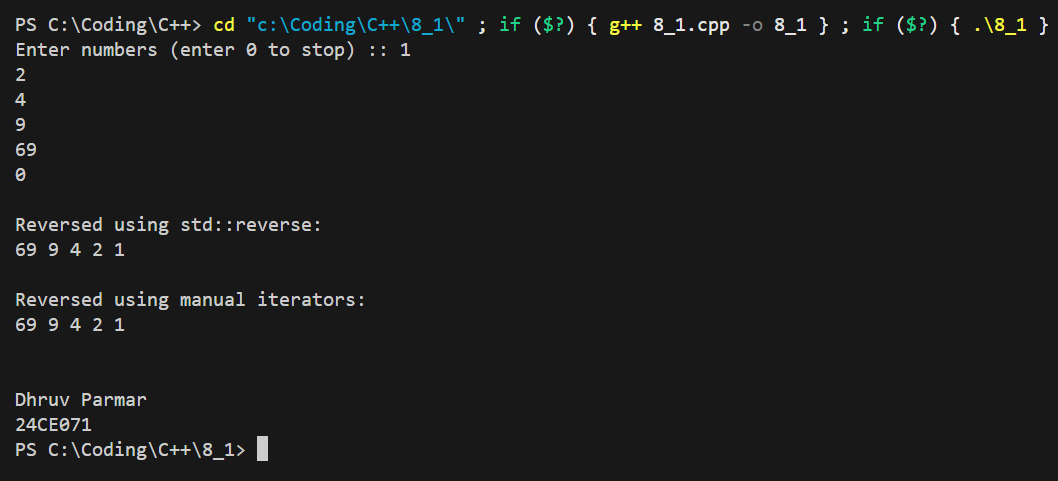 PS C:\Coding\C++> cd "c:\Coding\C++\8_1\" ; if ($?) { g++ 8_1.cpp -o 8_1 } ; if ($?) { .\8_1 }
Enter numbers (enter 0 to stop) :: 1
2
4
9
69
0
Reversed using std::reverse:
69 9 4 2 1
Reversed using manual iterators:
69 9 4 2 1
Dhruv Parmar
24CE071
PS C:\Coding\C++\8_1>